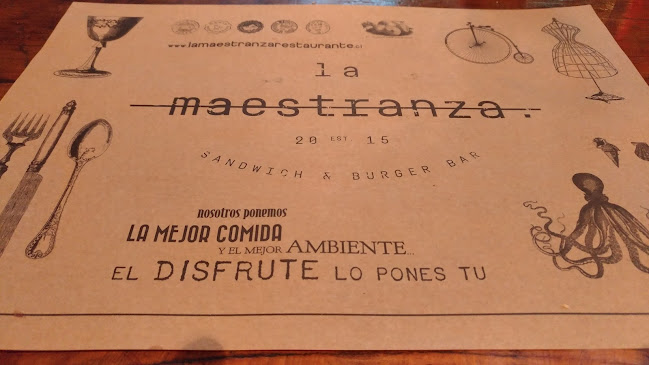 www.lamaestranzarestaurante.cl
la
maestranza.
20 EST. 15
SANDWICH & BURGER BAR
nosotros ponemos
LA MEJOR COMIDA
Y EL MEJOR AMBIENTE...
EL DISFRUTE LO PONES TU